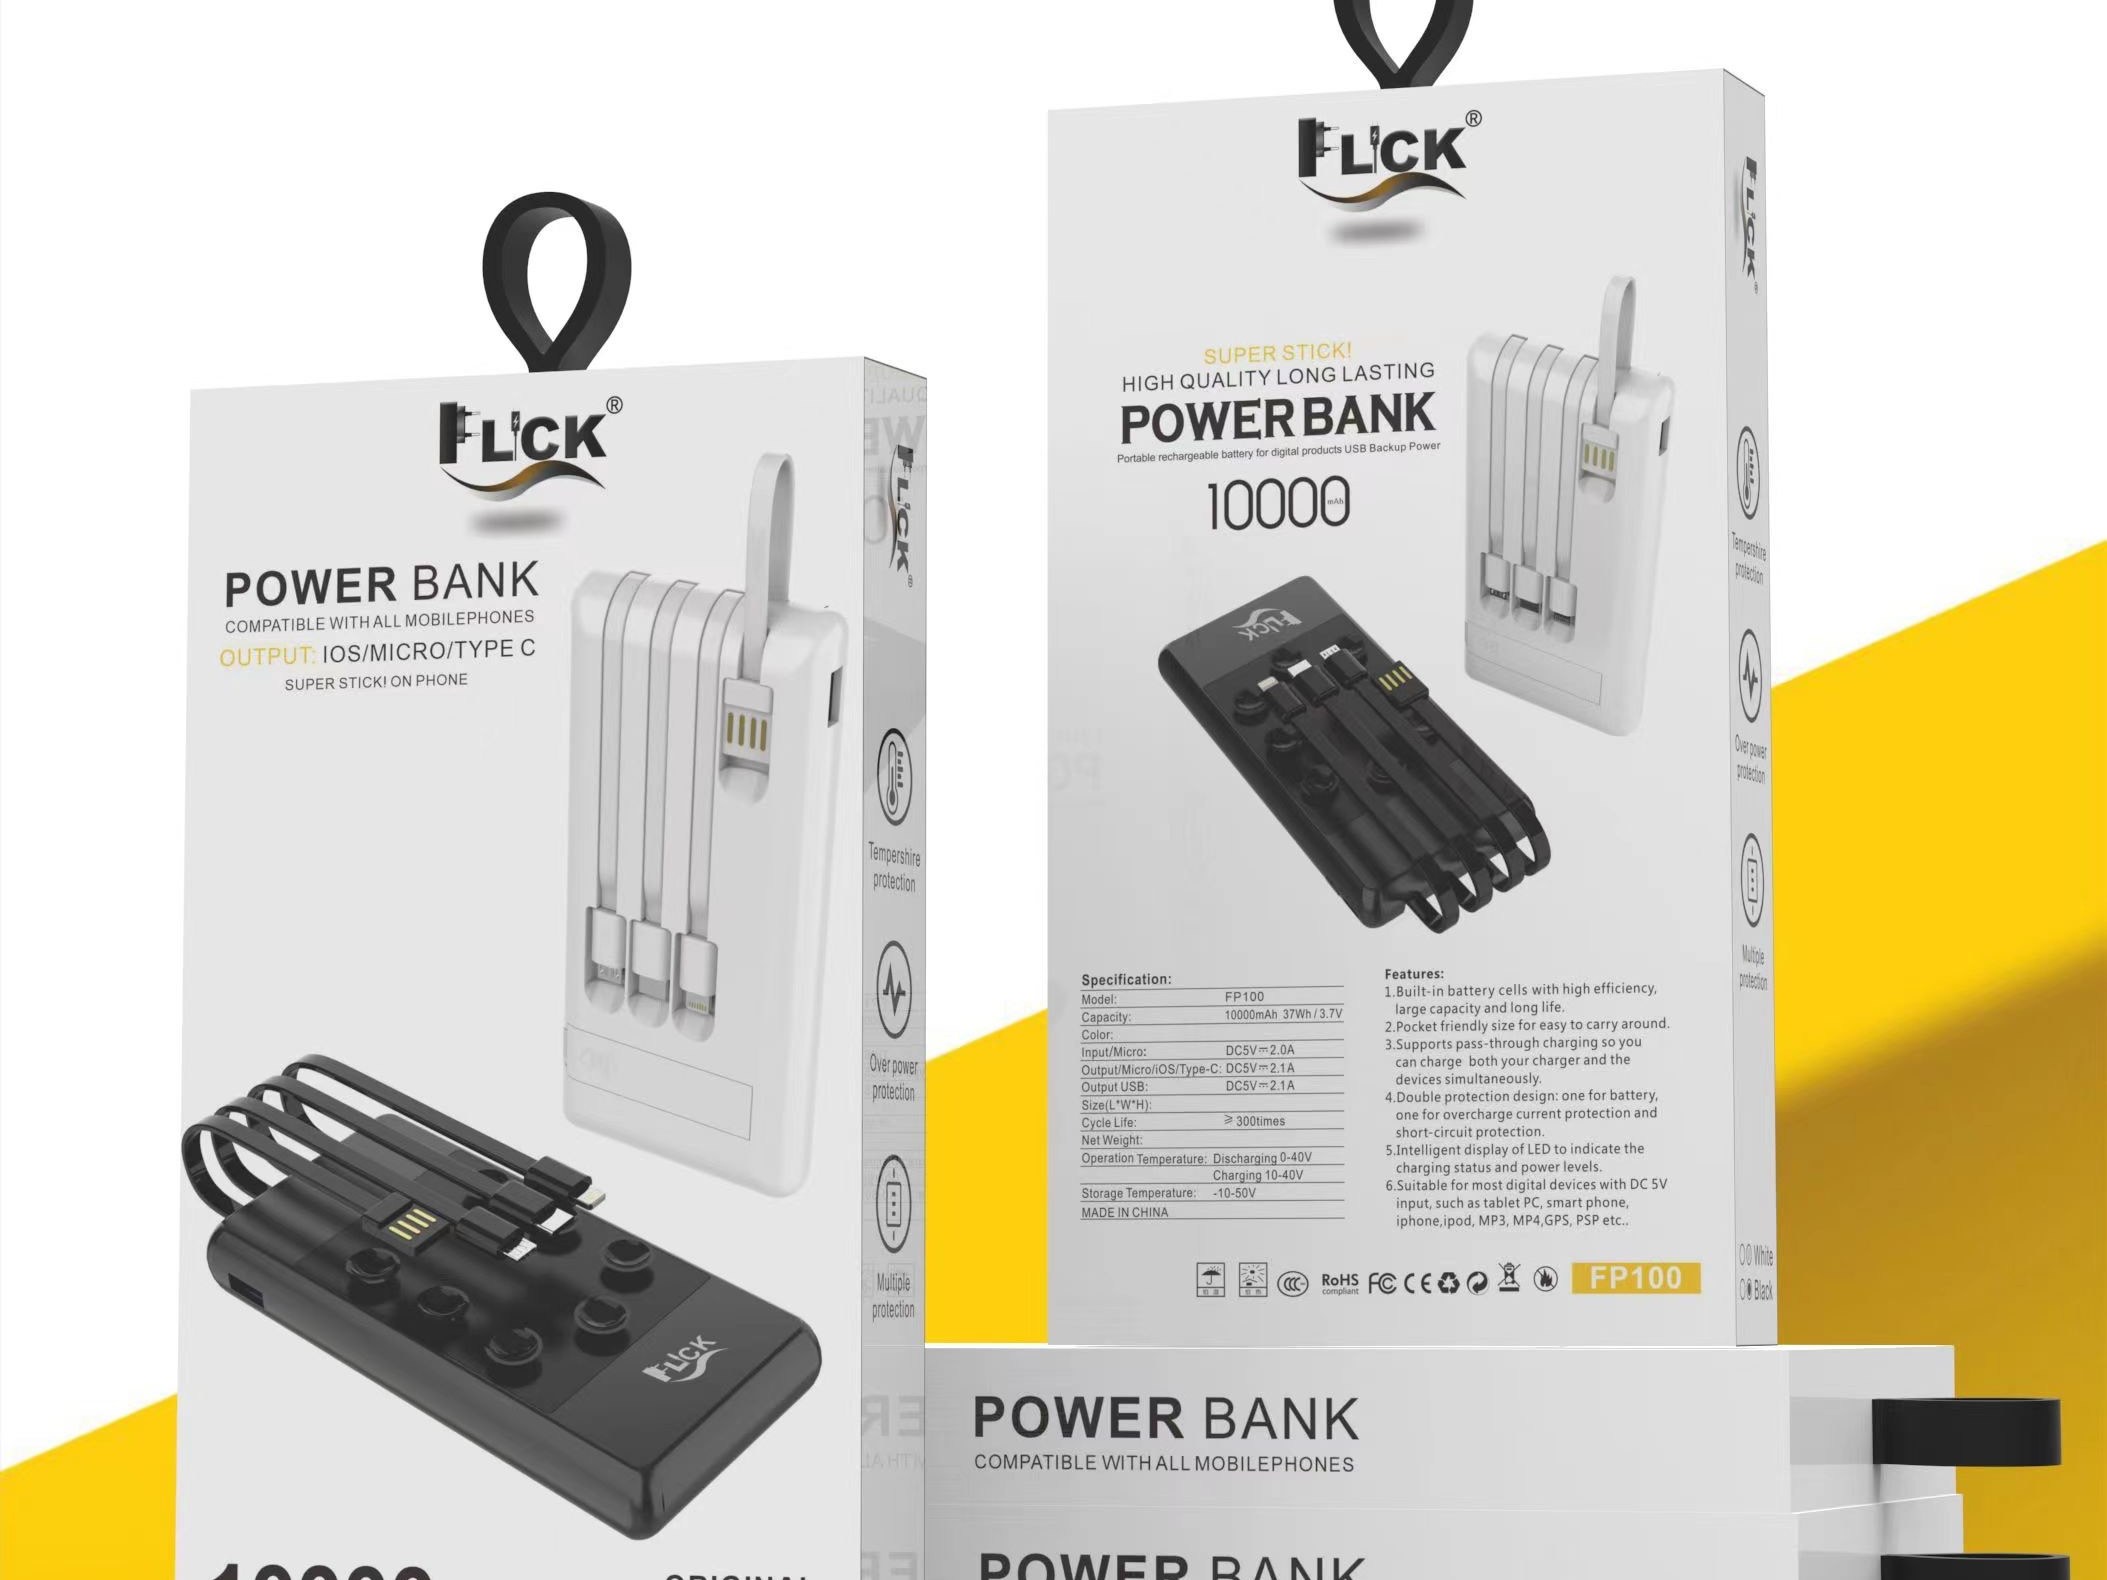 FLICK®
POWER BANK
COMPATIBLE WITH ALL MOBILEPHONES
OUTPUT: IOS/MICRO/TYPE C
SUPER STICK! ON PHONE
FLICK
10000
ORIGINAL
FLICK®
Tempershire
protection
Over power
protection
Multiple
protection
FLICK®
SUPER STICK!
HIGH QUALITY LONG LASTING
POWER BANK
Portable rechargeable battery for digital products USB Backup Power
10000mAh
FLICK
Specification:
Model: FP100
Capacity: 10000mAh 37Wh / 3.7V
Color:
Input/Micro: DC5V⎓2.0A
Output/Micro/iOS/Type-C: DC5V⎓2.1A
Output USB: DC5V⎓2.1A
Size(L*W*H):
Cycle Life: ≥300times
Net Weight:
Operation Temperature: Discharging 0-40V
Charging 10-40V
Storage Temperature: -10-50V
MADE IN CHINA
Features:
1.Built-in battery cells with high efficiency,
large capacity and long life.
2.Pocket friendly size for easy to carry around.
3.Supports pass-through charging so you
can charge both your charger and the
devices simultaneously.
4.Double protection design: one for battery,
one for overcharge current protection and
short-circuit protection.
5.Intelligent display of LED to indicate the
charging status and power levels.
6.Suitable for most digital devices with DC 5V
input, such as tablet PC, smart phone,
iphone,ipod, MP3, MP4,GPS, PSP etc..
RoHS
compliant
FC CE
FP100
FLICK®
Tempershire
protection
Over power
protection
Multiple
protection
White
Black
POWER BANK
COMPATIBLE WITH ALL MOBILEPHONES
POWER BANK